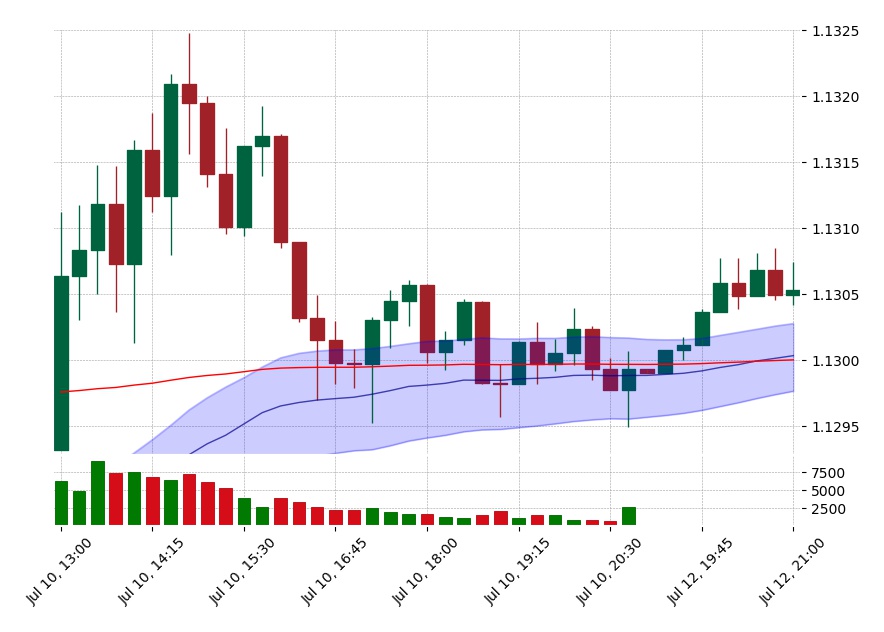 1.1325
1.1320
1.1315
1.1310
1.1305
1.1300
1.1295
7500
5000
2500
Jul 10, 13:00
Jul 10, 14:15
Jul 10, 15:30
Jul 10, 16:45
Jul 10, 18:00
Jul 10, 19:15
Jul 10, 20:30
Jul 12, 19:45
Jul 12, 21:00